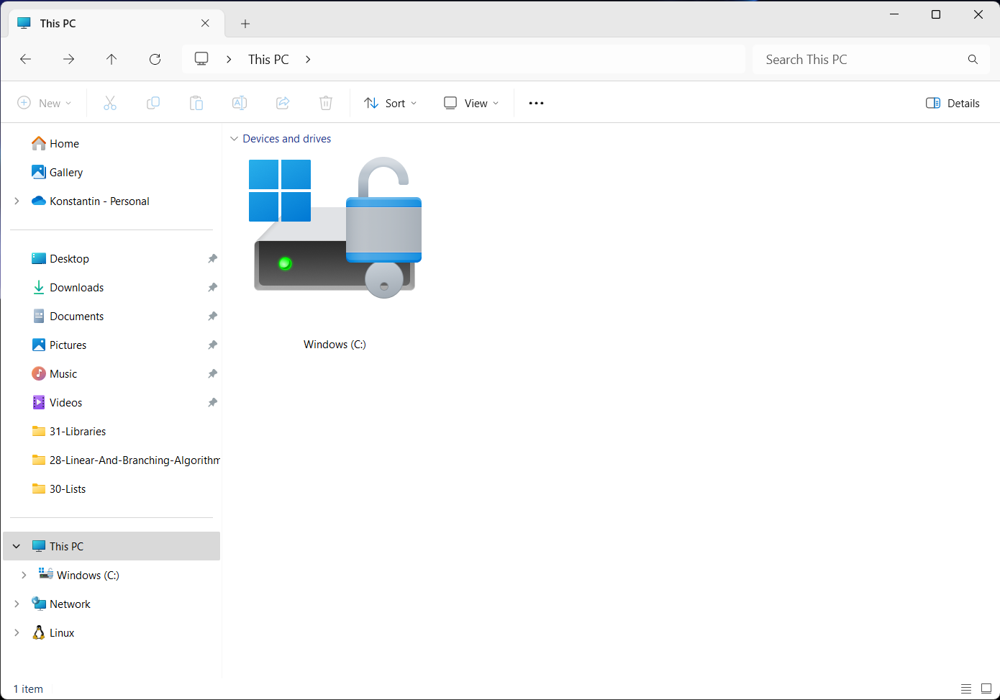 This PC
This PC
Search This PC
New
Sort
View
Details
Home
Gallery
Konstantin - Personal
Desktop
Downloads
Documents
Pictures
Music
Videos
31-Libraries
28-Linear-And-Branching-Algorithm
30-Lists
This PC
Windows (C:)
Network
Linux
Devices and drives
Windows (C:)
1 item